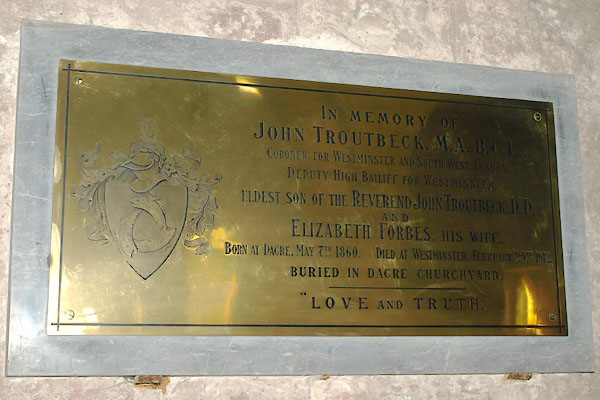 IN MEMORY OF
JOHN TROUTBECK, M.A., B.C.L.,
CORONER FOR WESTMINSTER AND SOUTH WEST LONDON,
DEPUTY HIGH BAILIFF FOR WESTMINSTER,
ELDEST SON OF THE REVEREND JOHN TROUTBECK, D.D.
AND
ELIZABETH FORBES, HIS WIFE.
BORN AT DACRE, MAY 7TH 1860. DIED AT WESTMINSTER, FEBRUARY 29TH 1912.
BURIED IN DACRE CHURCHYARD.
"LOVE AND TRUTH."